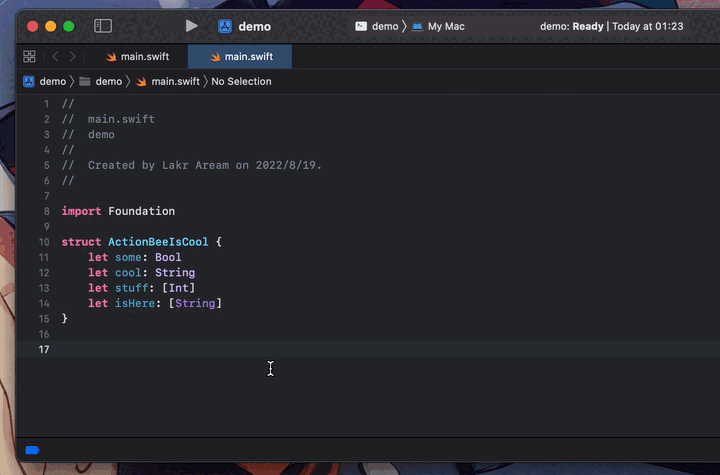 demo
demo 〉 My Mac
demo: Ready | Today at 01:23
main.swift
main.swift
demo 〉 demo 〉 main.swift 〉 No Selection
1 //
2 //  main.swift
3 //  demo
4 //
5 //  Created by Lakr Aream on 2022/8/19.
6 //
7
8 import Foundation
9
10 struct ActionBeeIsCool {
11     let some: Bool
12     let cool: String
13     let stuff: [Int]
14     let isHere: [String]
15 }
16
17